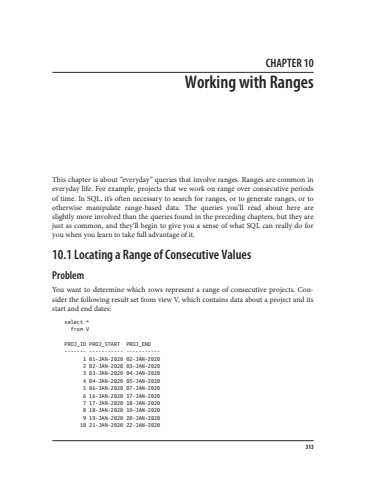 CHAPTER 10
Working with Ranges
This chapter is about “everyday” queries that involve ranges. Ranges are common in
everyday life. For example, projects that we work on range over consecutive periods
of time. In SQL, it’s often necessary to search for ranges, or to generate ranges, or to
otherwise manipulate range-based data. The queries you’ll read about here are
slightly more involved than the queries found in the preceding chapters, but they are
just as common, and they’ll begin to give you a sense of what SQL can really do for
you when you learn to take full advantage of it.
10.1 Locating a Range of Consecutive Values
Problem
You want to determine which rows represent a range of consecutive projects. Con-
sider the following result set from view V, which contains data about a project and its
start and end dates:
select *
from V
PROJ_ID PROJ_START PROJ_END
------- ----------- -----------
1 01-JAN-2020 02-JAN-2020
2 02-JAN-2020 03-JAN-2020
3 03-JAN-2020 04-JAN-2020
4 04-JAN-2020 05-JAN-2020
5 06-JAN-2020 07-JAN-2020
6 16-JAN-2020 17-JAN-2020
7 17-JAN-2020 18-JAN-2020
8 18-JAN-2020 19-JAN-2020
9 19-JAN-2020 20-JAN-2020
10 21-JAN-2020 22-JAN-2020
313